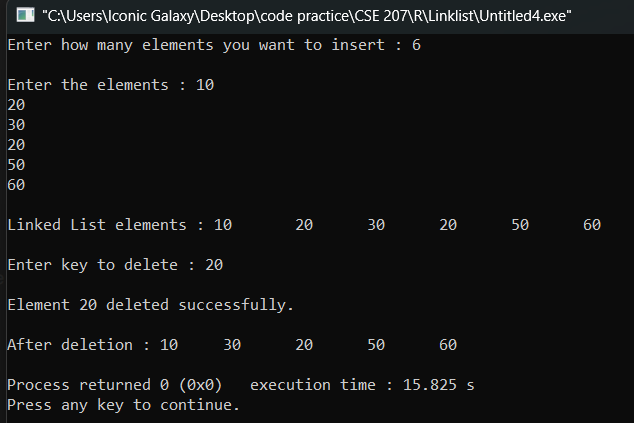 "C:\Users\Iconic Galaxy\Desktop\code practice\CSE 207\R\Linklist\Untitled4.exe"
Enter how many elements you want to insert : 6
Enter the elements : 10
20
30
20
50
60
Linked List elements : 10 20 30 20 50 60
Enter key to delete : 20
Element 20 deleted successfully.
After deletion : 10 30 20 50 60
Process returned 0 (0x0) execution time : 15.825 s
Press any key to continue.